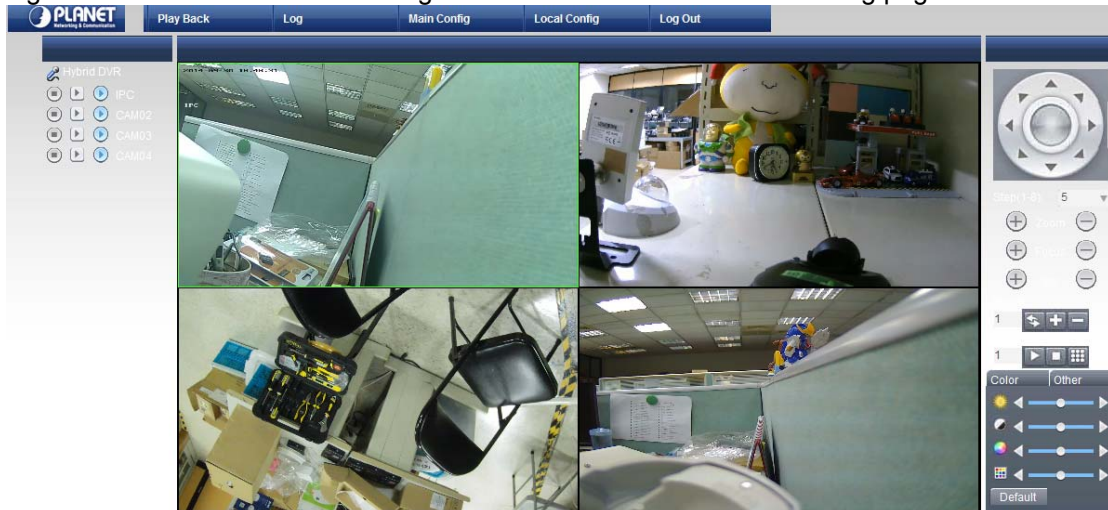 PLANET
Networking & Communication
Play Back
Log
Main Config
Local Config
Log Out
Hybrid DVR
IPC
CAM02
CAM03
CAM04
IPC
Step(1-8): 5
Zoom
Focus
1
1
Color
Other
Default